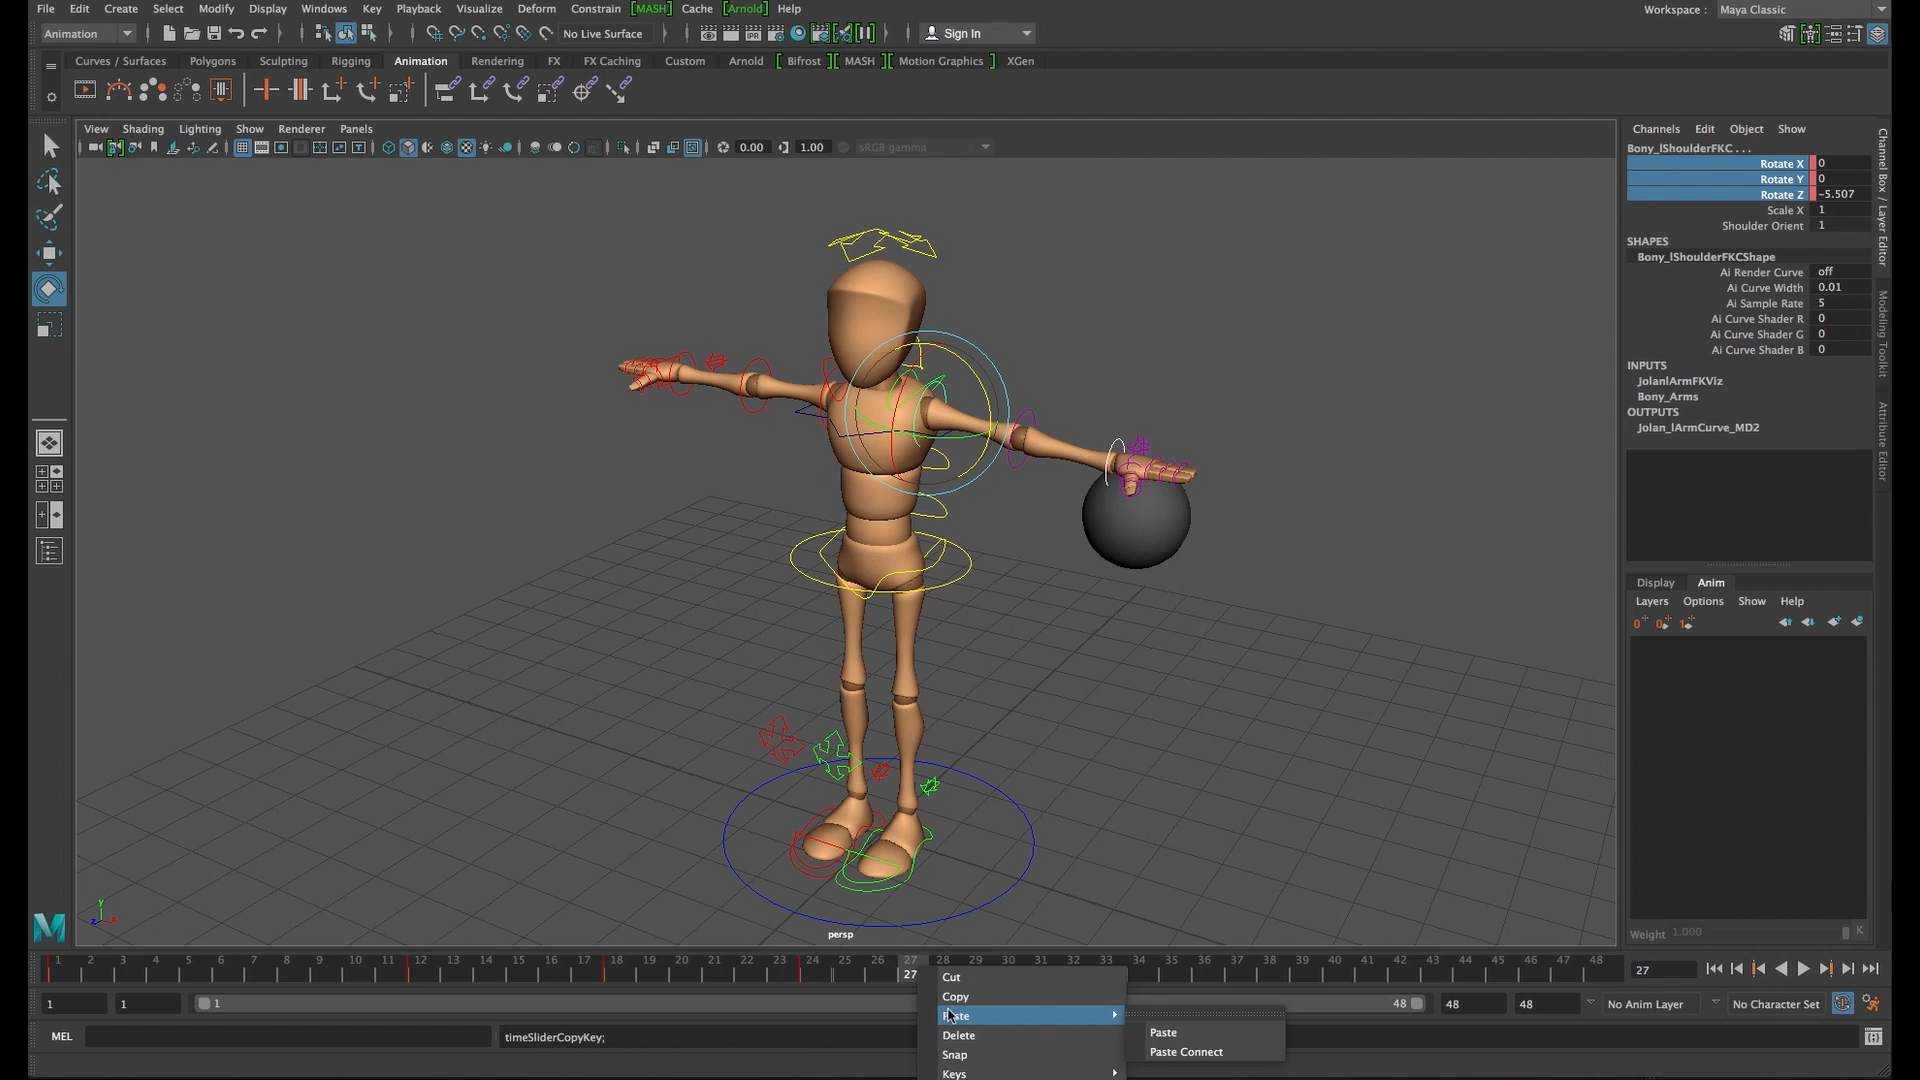 File Edit Create Select Modify Display Windows Key Playback Visualize Deform Constrain [MASH] Cache [Arnold] Help Workspace : Maya Classic
Animation No Live Surface Sign In
Curves / Surfaces Polygons Sculpting Rigging Animation Rendering FX FX Caching Custom Arnold [ Bifrost ] [ MASH ] [ Motion Graphics ] XGen
View Shading Lighting Show Renderer Panels
0.00 1.00 sRGB gamma
Channels Edit Object Show
Bony_lShoulderFKC . . .
Rotate X 0
Rotate Y 0
Rotate Z -5.507
Scale X 1
Shoulder Orient 1
SHAPES
Bony_lShoulderFKCShape
Ai Render Curve off
Ai Curve Width 0.01
Ai Sample Rate 5
Ai Curve Shader R 0
Ai Curve Shader G 0
Ai Curve Shader B 0
INPUTS
JolanlArmFKViz
Bony_Arms
OUTPUTS
Jolan_lArmCurve_MD2
Channel Box / Layer Editor
Modeling Toolkit
Attribute Editor
Display Anim
Layers Options Show Help
Weight 1.000 K
y
z
persp
1 2 3 4 5 6 7 8 9 10 11 12 13 14 15 16 17 18 19 20 21 22 23 24 25 26 27 28 29 30 31 32 33 34 35 36 37 38 39 40 41 42 43 44 45 46 47 48
27 27
1 1 1 48 48 48 No Anim Layer No Character Set
MEL timeSliderCopyKey;
Cut
Copy
Delete
Snap
Keys
Paste
Paste Connect